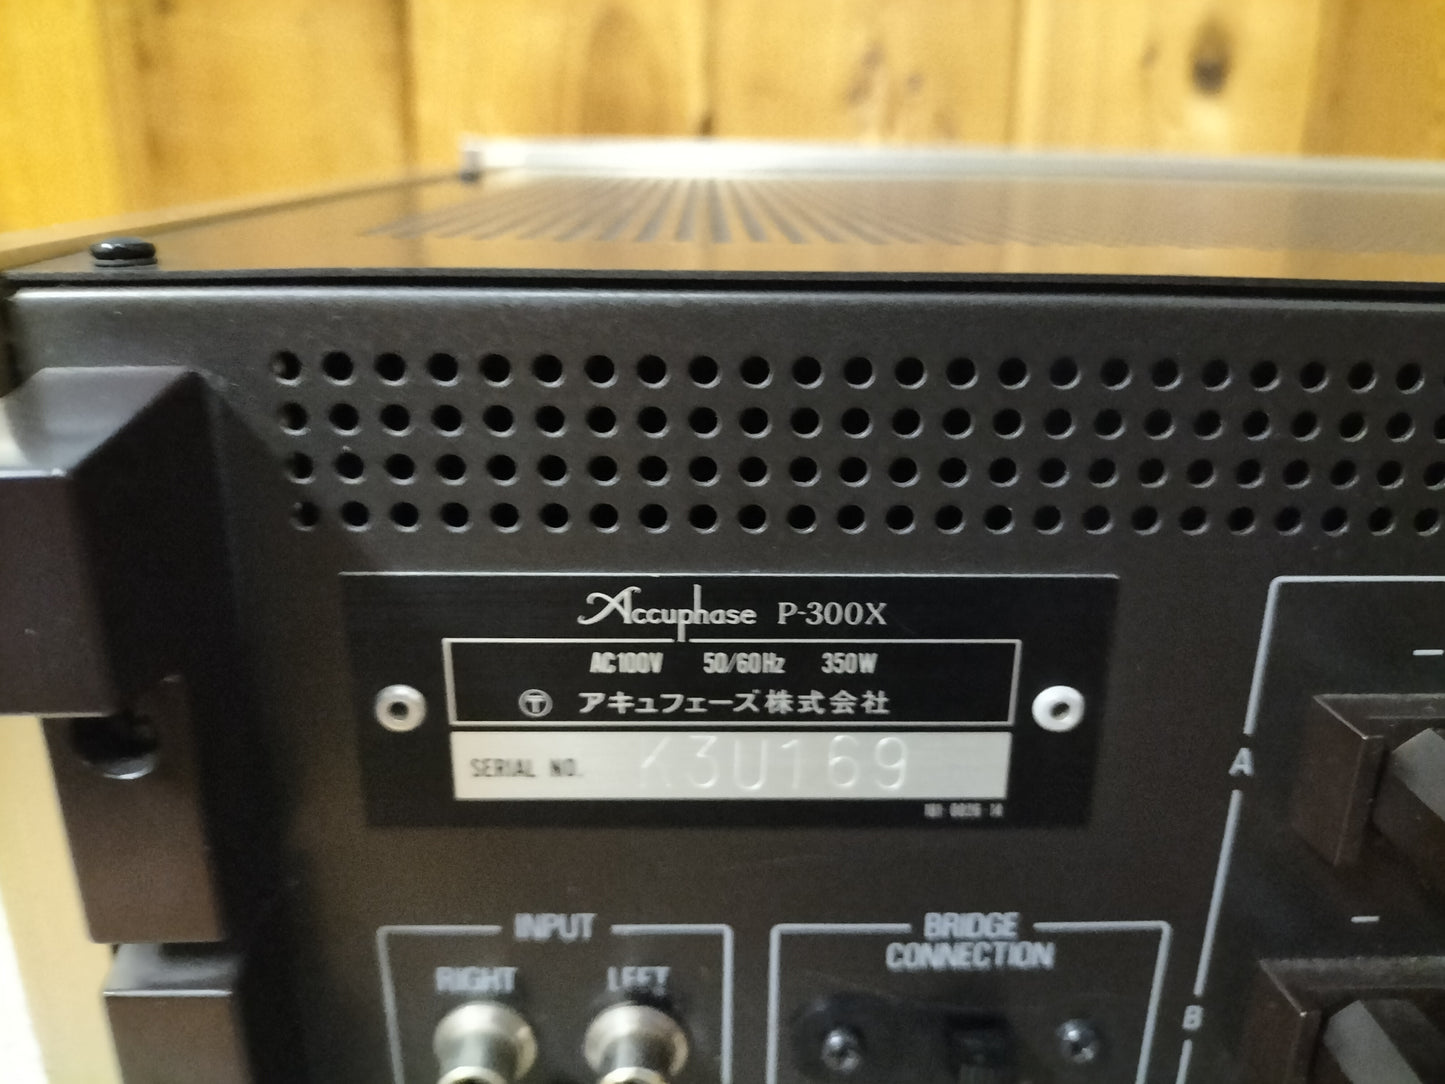 Accuphase P-300X
AC100V 50/60Hz 350W
Ⓣ アキュフェーズ株式会社
SERIAL NO. K3U169
INPUT
RIGHT LEFT
BRIDGE
CONNECTION
A
B